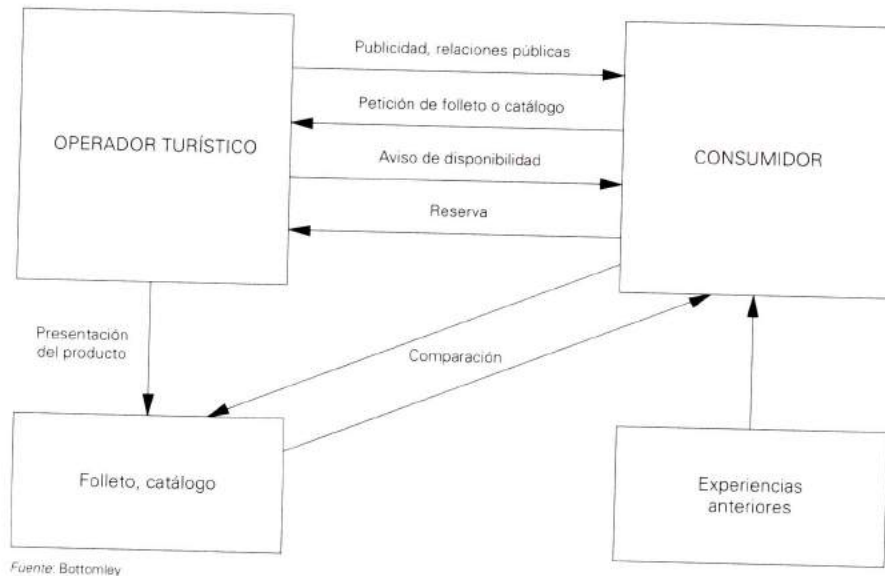 Publicidad, relaciones públicas
Petición de folleto o catálogo
OPERADOR TURÍSTICO
Aviso de disponibilidad
CONSUMIDOR
Reserva
Presentación
del producto
Comparación
Folleto, catálogo
Experiencias
anteriores
Fuente: Bottomley